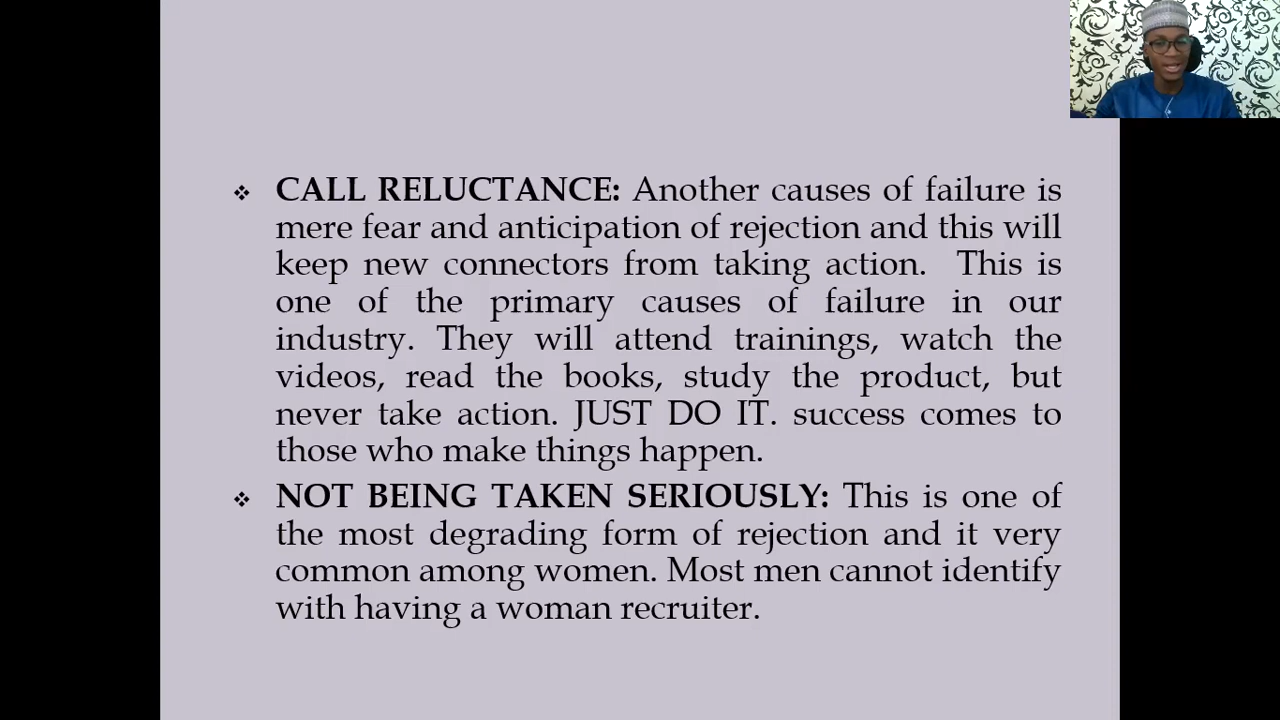 ❖ CALL RELUCTANCE: Another causes of failure is
mere fear and anticipation of rejection and this will
keep new connectors from taking action.  This is
one of the primary causes of failure in our
industry. They will attend trainings, watch the
videos, read the books, study the product, but
never take action. JUST DO IT. success comes to
those who make things happen.
❖ NOT BEING TAKEN SERIOUSLY: This is one of
the most degrading form of rejection and it very
common among women. Most men cannot identify
with having a woman recruiter.